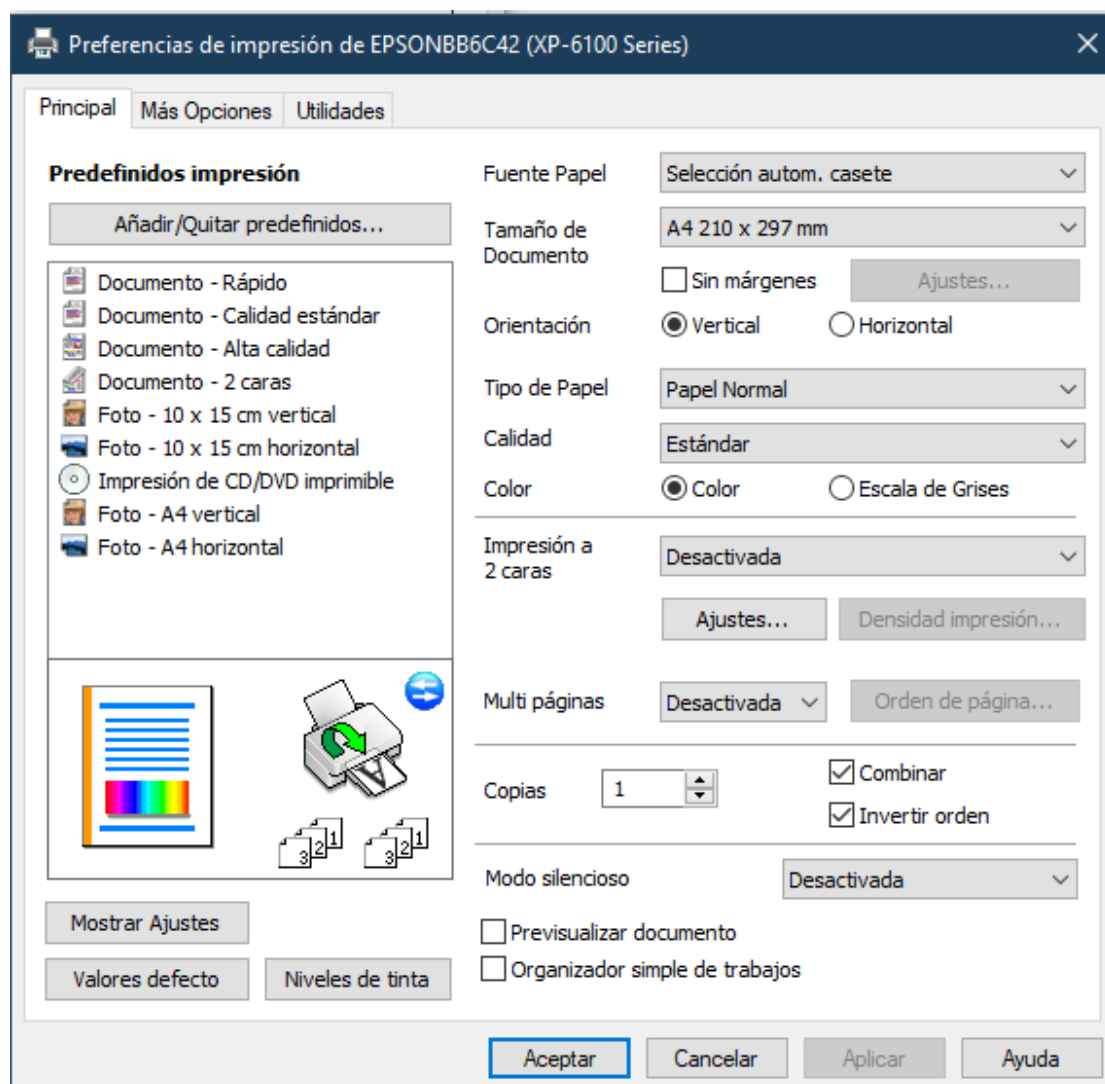 Preferencias de impresión de EPSONBB6C42 (XP-6100 Series)
Principal
Más Opciones
Utilidades
Predefinidos impresión
Añadir/Quitar predefinidos...
Documento - Rápido
Documento - Calidad estándar
Documento - Alta calidad
Documento - 2 caras
Foto - 10 x 15 cm vertical
Foto - 10 x 15 cm horizontal
Impresión de CD/DVD imprimible
Foto - A4 vertical
Foto - A4 horizontal
1
2
3
1
2
3
Mostrar Ajustes
Valores defecto
Niveles de tinta
Fuente Papel
Selección autom. casete
Tamaño de
Documento
A4 210 x 297 mm
Sin márgenes
Ajustes...
Orientación
Vertical
Horizontal
Tipo de Papel
Papel Normal
Calidad
Estándar
Color
Color
Escala de Grises
Impresión a
2 caras
Desactivada
Ajustes...
Densidad impresión...
Multi páginas
Desactivada
Orden de página...
Copias
1
Combinar
Invertir orden
Modo silencioso
Desactivada
Previsualizar documento
Organizador simple de trabajos
Aceptar
Cancelar
Aplicar
Ayuda